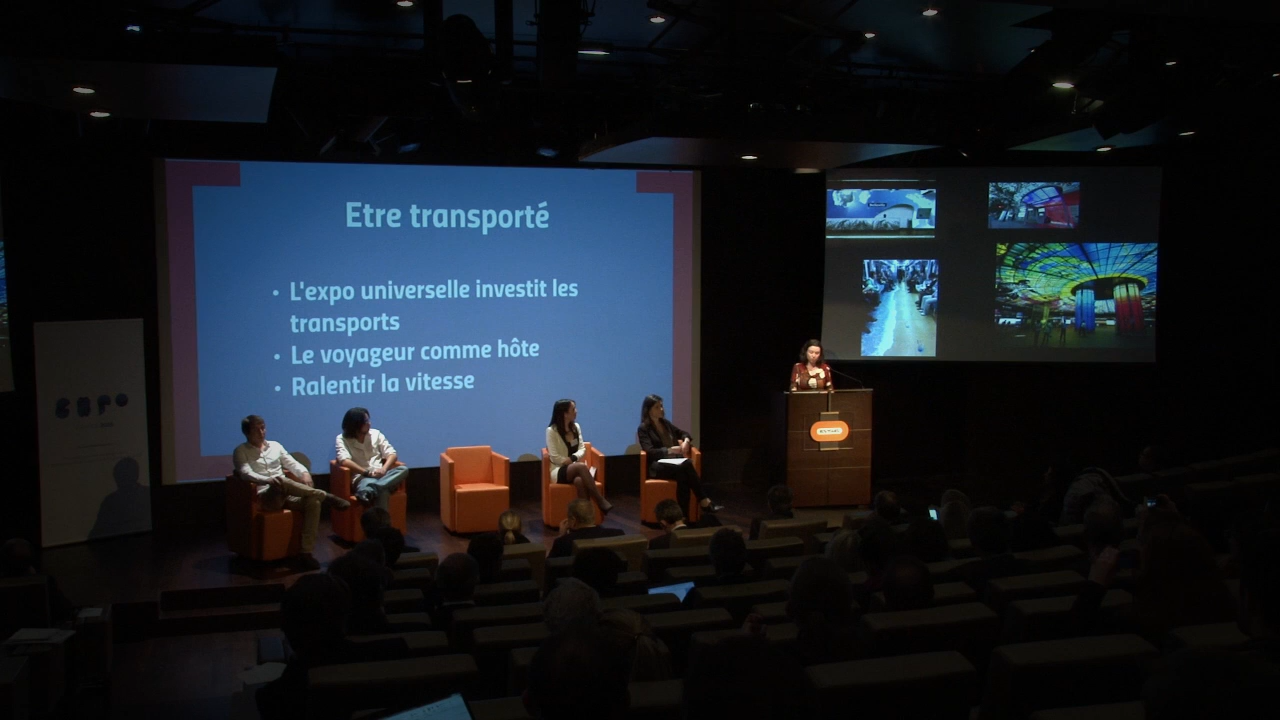 Etre transporté
• L'expo universelle investit les
transports
• Le voyageur comme hôte
• Ralentir la vitesse